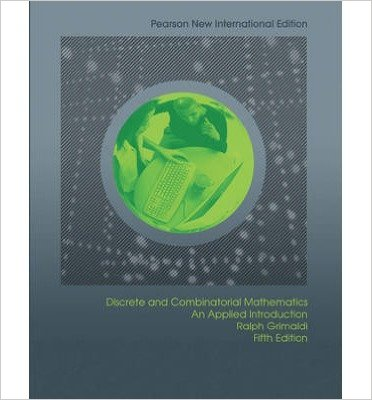 Pearson New International Edition
Discrete and Combinatorial Mathematics
An Applied Introduction
Ralph Grimaldi
Fifth Edition